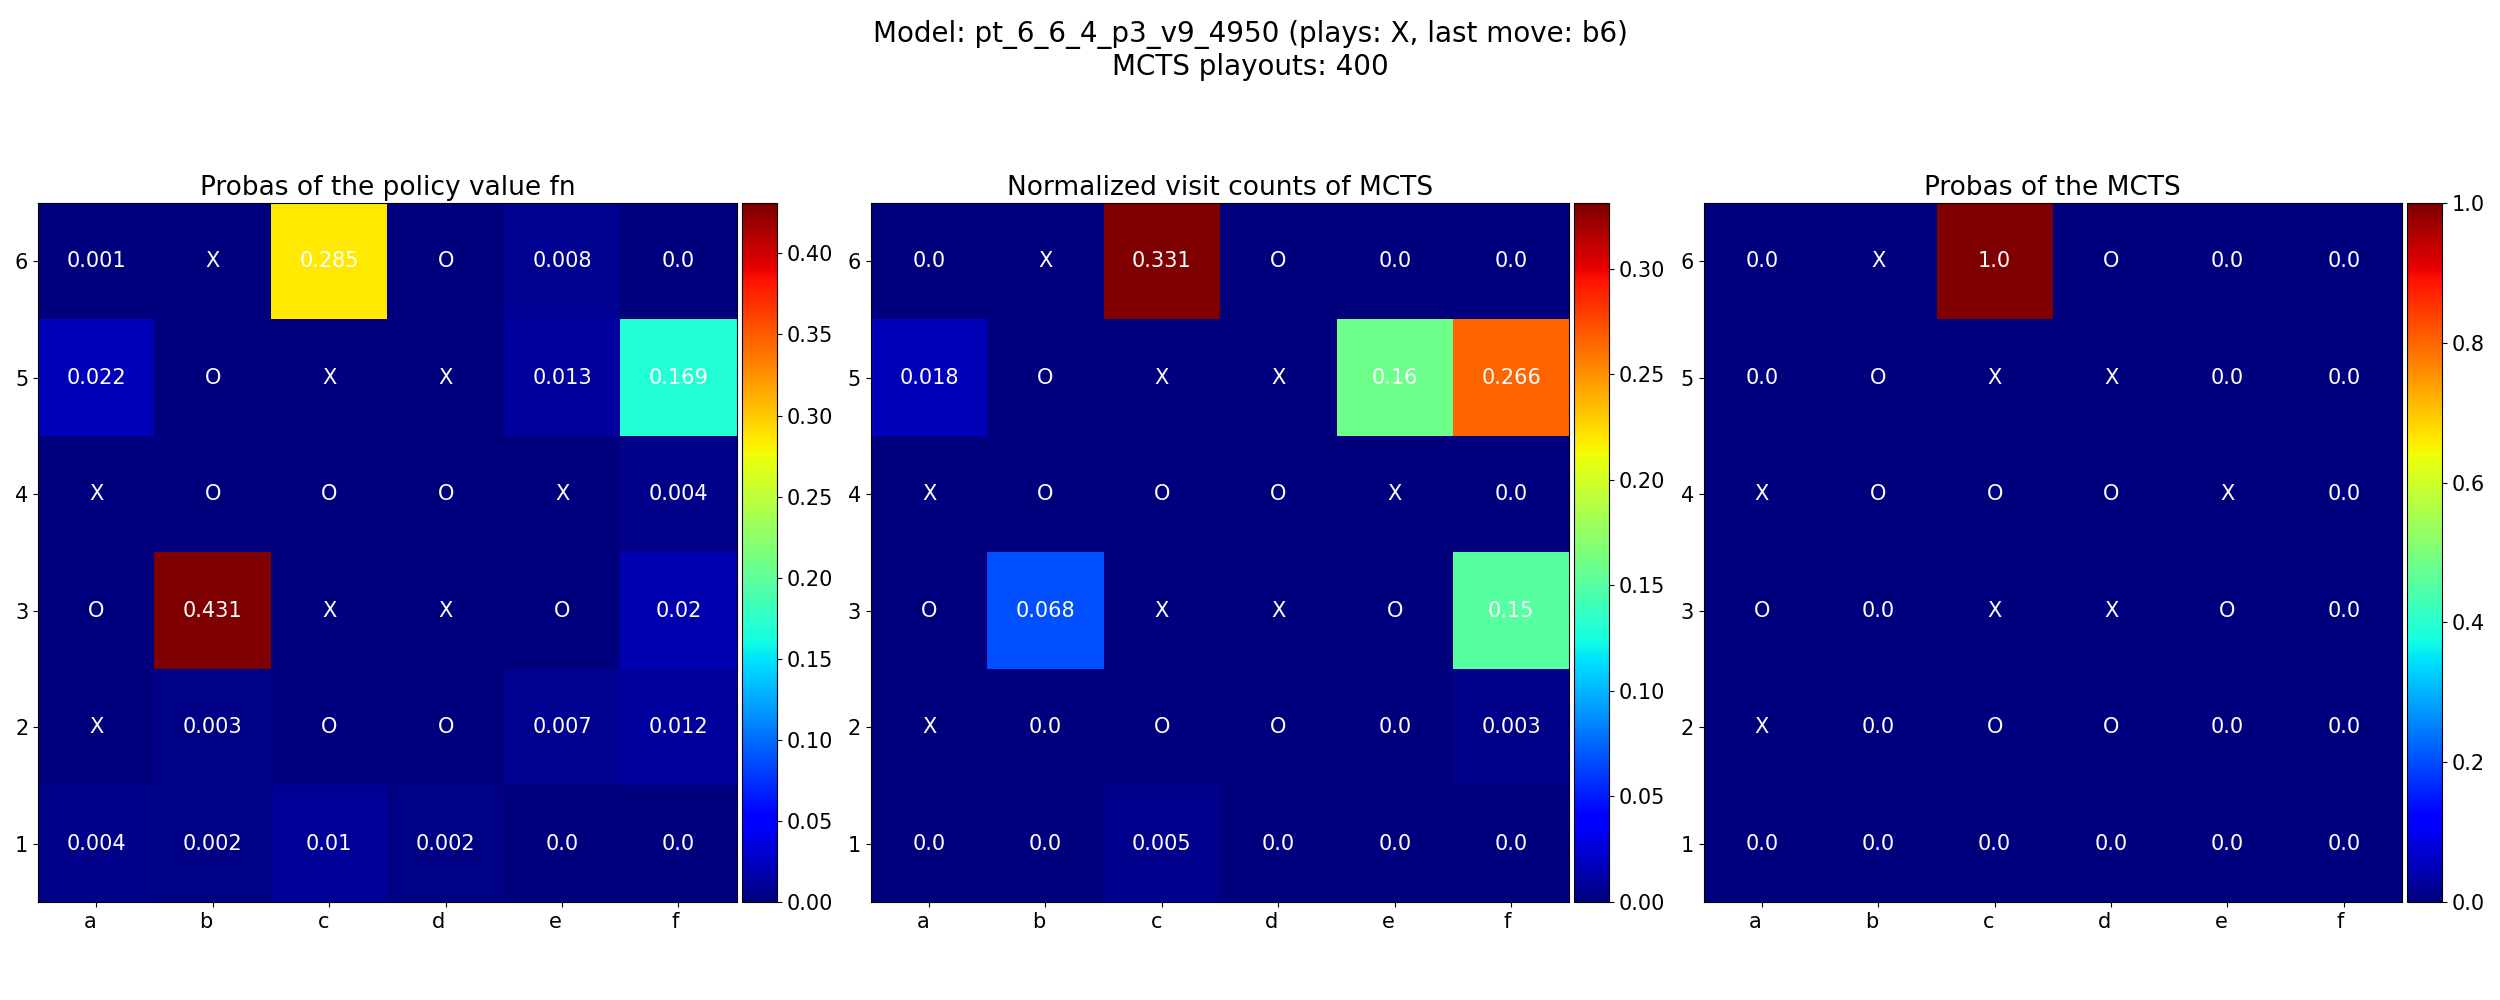 Model: pt_6_6_4_p3_v9_4950 (plays: X, last move: b6)
MCTS playouts: 400
Probas of the policy value fn
6 0.001 X 0.285 O 0.008 0.0
5 0.022 O X X 0.013 0.169
4 X O O O X 0.004
3 O 0.431 X X O 0.02
2 X 0.003 O O 0.007 0.012
1 0.004 0.002 0.01 0.002 0.0 0.0
a b c d e f
0.40
0.35
0.30
0.25
0.20
0.15
0.10
0.05
0.00
Normalized visit counts of MCTS
6 0.0 X 0.331 O 0.0 0.0
5 0.018 O X X 0.16 0.266
4 X O O O X 0.0
3 O 0.068 X X O 0.15
2 X 0.0 O O 0.0 0.003
1 0.0 0.0 0.005 0.0 0.0 0.0
a b c d e f
0.30
0.25
0.20
0.15
0.10
0.05
0.00
Probas of the MCTS
6 0.0 X 1.0 O 0.0 0.0
5 0.0 O X X 0.0 0.0
4 X O O O X 0.0
3 O 0.0 X X O 0.0
2 X 0.0 O O 0.0 0.0
1 0.0 0.0 0.0 0.0 0.0 0.0
a b c d e f
1.0
0.8
0.6
0.4
0.2
0.0